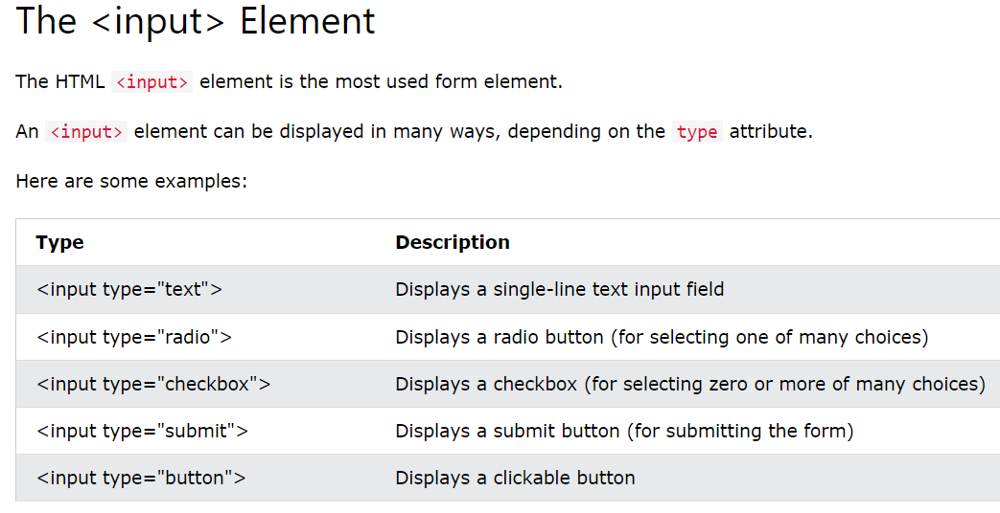 The <input> Element
The HTML <input> element is the most used form element.
An <input> element can be displayed in many ways, depending on the type attribute.
Here are some examples:
Type Description
<input type="text"> Displays a single-line text input field
<input type="radio"> Displays a radio button (for selecting one of many choices)
<input type="checkbox"> Displays a checkbox (for selecting zero or more of many choices)
<input type="submit"> Displays a submit button (for submitting the form)
<input type="button"> Displays a clickable button